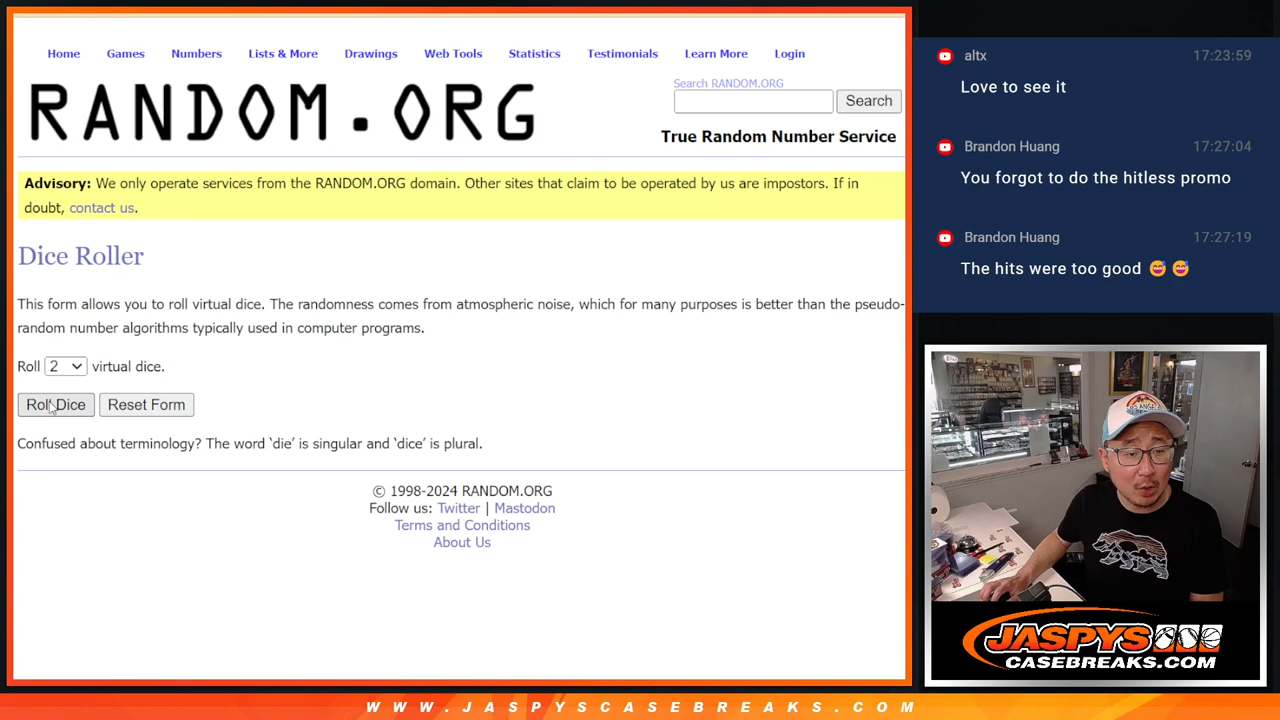 Home Games Numbers Lists & More Drawings Web Tools Statistics Testimonials Learn More Login
RANDOM.ORG
Search RANDOM.ORG
Search
True Random Number Service
Advisory: We only operate services from the RANDOM.ORG domain. Other sites that claim to be operated by us are impostors. If in
doubt, contact us.
Dice Roller
This form allows you to roll virtual dice. The randomness comes from atmospheric noise, which for many purposes is better than the pseudo-
random number algorithms typically used in computer programs.
Roll 2 virtual dice.
Roll Dice Reset Form
Confused about terminology? The word ‘die’ is singular and ‘dice’ is plural.
© 1998-2024 RANDOM.ORG
Follow us: Twitter | Mastodon
Terms and Conditions
About Us
altx 17:23:59
Love to see it
Brandon Huang 17:27:04
You forgot to do the hitless promo
Brandon Huang 17:27:19
The hits were too good 😅 😅
JASPYS
CASEBREAKS.COM
WWW.JASPYSCASEBREAKS.COM